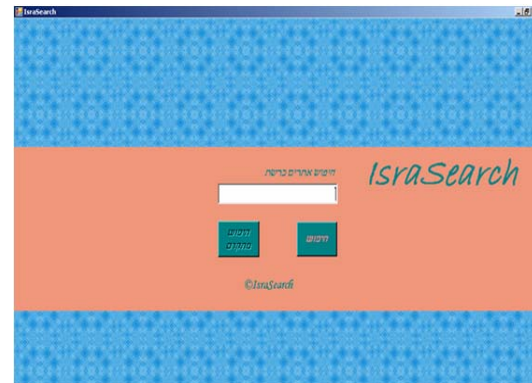 IsraSearch
IsraSearch
חיפוש אתרים ברשת
חיפוש
חיפוש
מתקדם
©IsraSearch